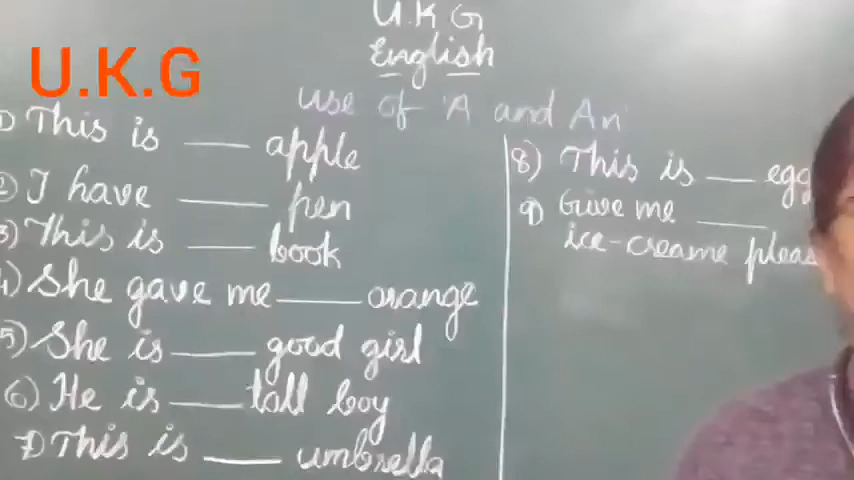 U.K.G
English
U.K.G
use of 'A and An'
1) This is ___ apple
2) I have ___ pen
3) This is ___ book
4) She gave me ___ orange
5) She is ___ good girl
6) He is ___ tall boy
7) This is ___ umbrella
8) This is ___ egg
9) Give me ___
ice-creame pleas